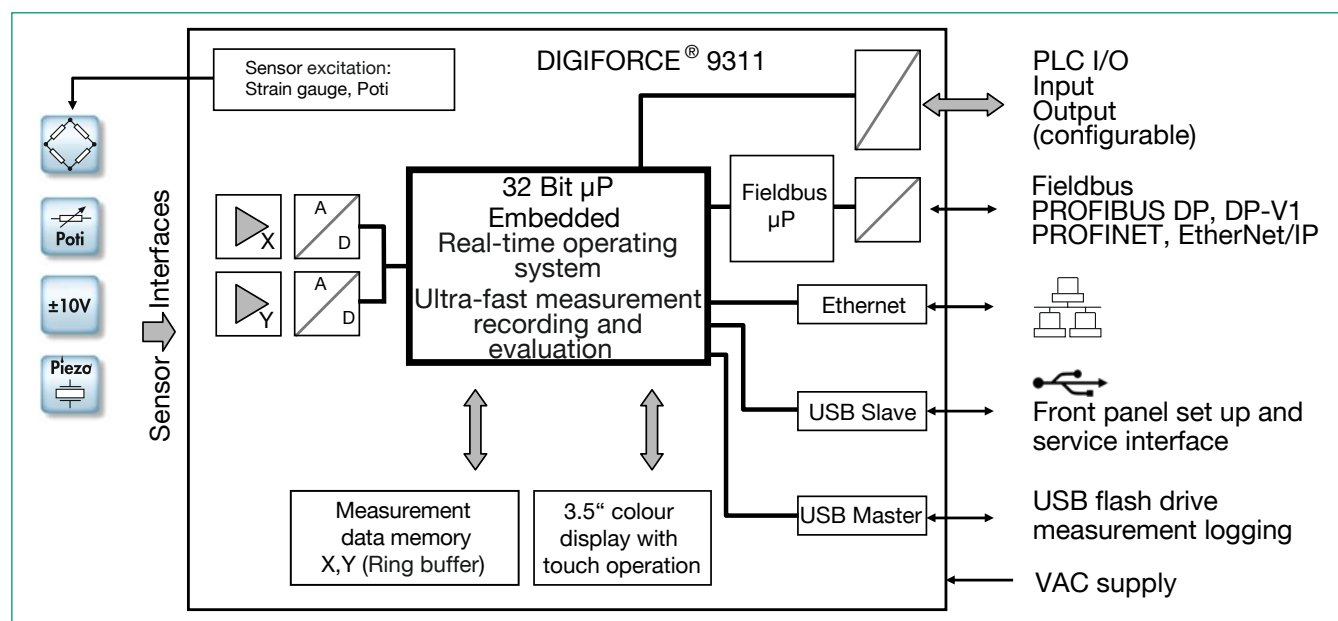 DIGIFORCE® 9311
Sensor excitation:
Strain gauge, Poti
Poti
±10V
Piezo
Sensor Interfaces
X
A
D
Y
A
D
32 Bit µP
Embedded
Real-time operating
system
Ultra-fast measurement
recording and
evaluation
Fieldbus
µP
Ethernet
USB Slave
USB Master
Measurement
data memory
X,Y (Ring buffer)
3.5“ colour
display with
touch operation
PLC I/O
Input
Output
(configurable)
Fieldbus
PROFIBUS DP, DP-V1
PROFINET, EtherNet/IP
Front panel set up and
service interface
USB flash drive
measurement logging
VAC supply